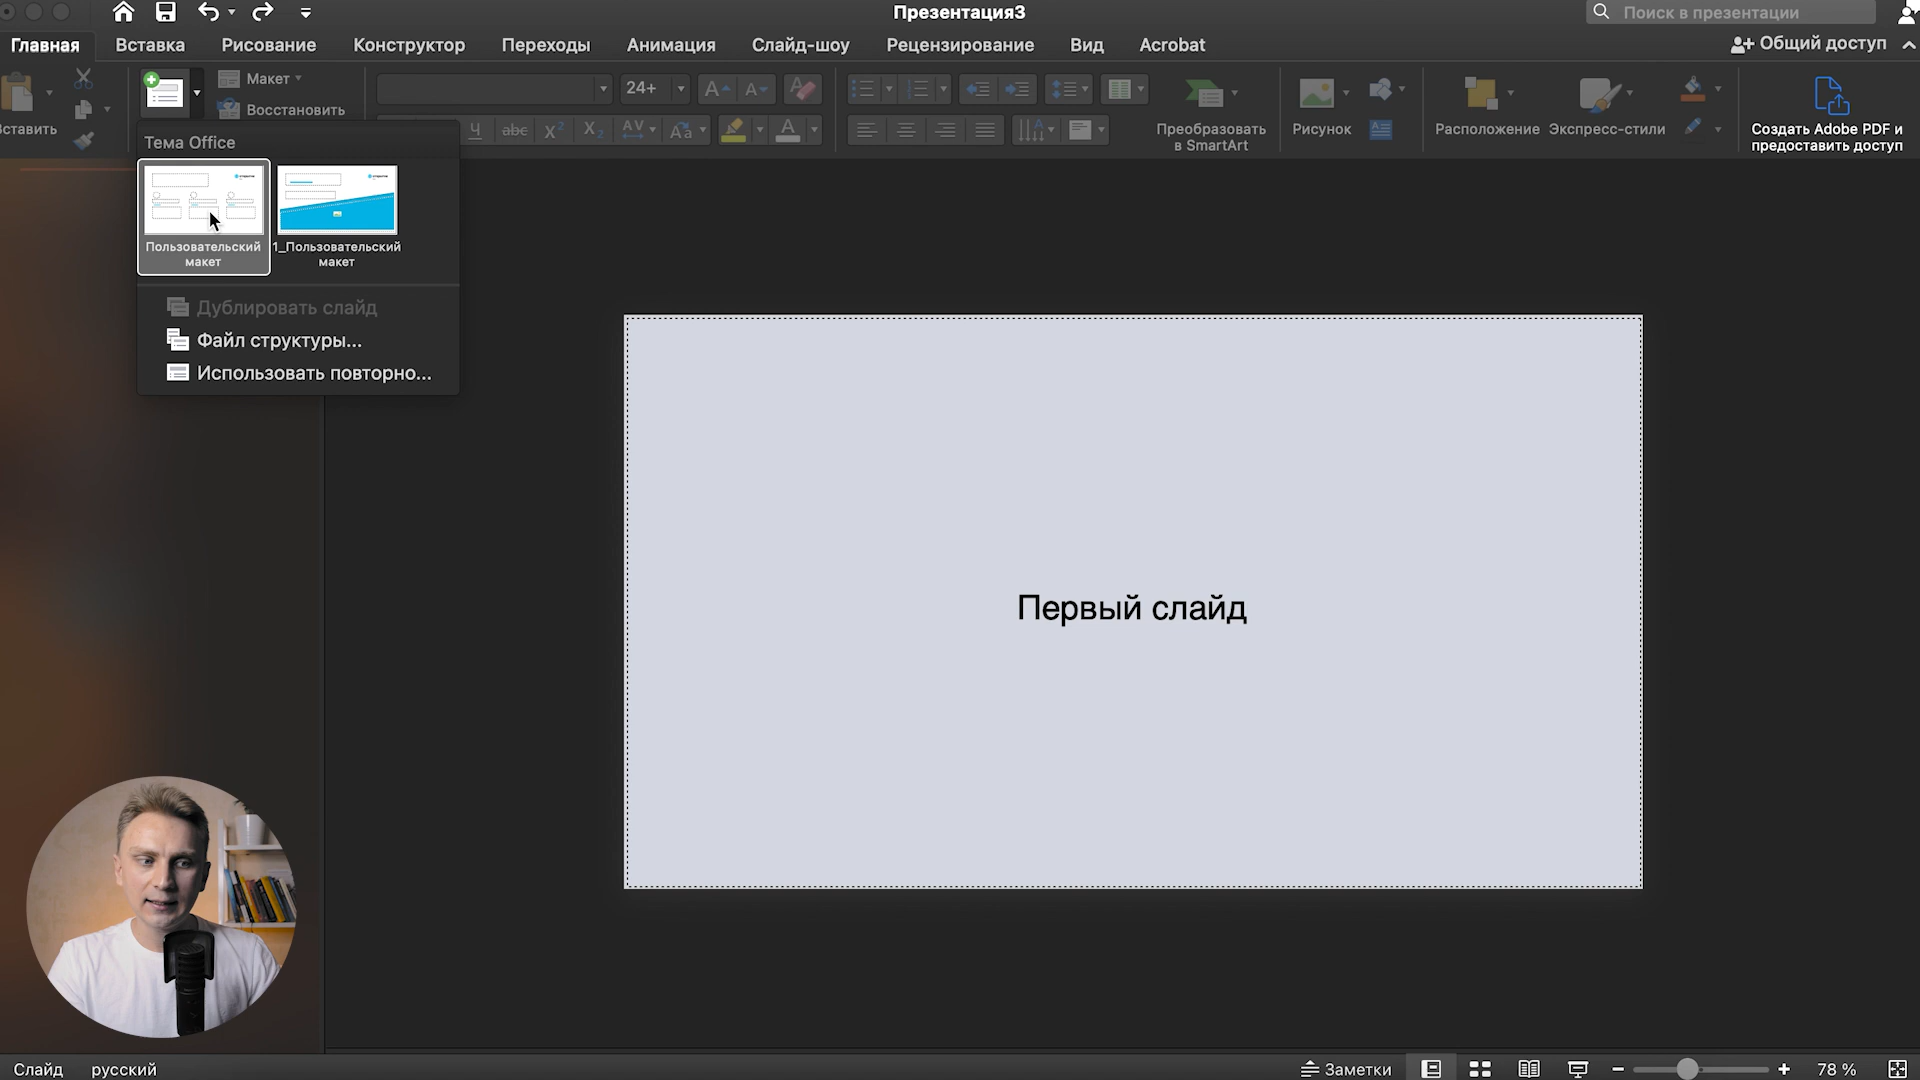 Презентация3
Поиск в презентации
Главная
Вставка
Рисование
Конструктор
Переходы
Анимация
Слайд-шоу
Рецензирование
Вид
Acrobat
Общий доступ
Макет
Восстановить
24+
Вставить
Преобразовать
в SmartArt
Рисунок
Расположение
Экспресс-стили
Создать Adobe PDF и
предоставить доступ
Тема Office
Пользовательский
макет
1_Пользовательский
макет
Дублировать слайд
Файл структуры...
Использовать повторно...
Первый слайд
Слайд
русский
Заметки
78 %